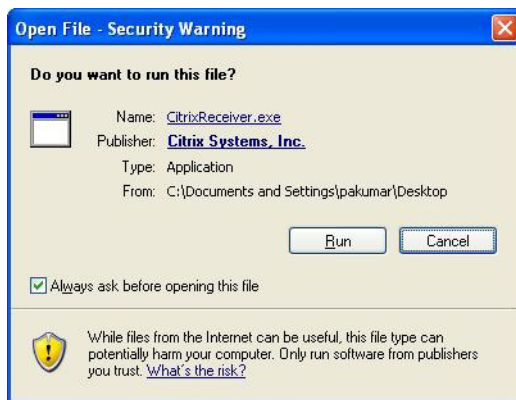 Open File - Security Warning
Do you want to run this file?
Name: CitrixReceiver.exe
Publisher: Citrix Systems, Inc.
Type: Application
From: C:\Documents and Settings\pakumar\Desktop
Run Cancel
Always ask before opening this file
While files from the Internet can be useful, this file type can
potentially harm your computer. Only run software from publishers
you trust. What's the risk?